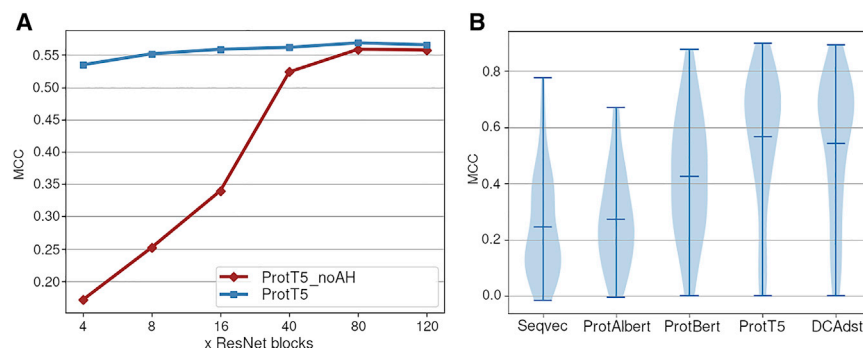 A
MCC
0.55
0.50
0.45
0.40
0.35
0.30
0.25
0.20
ProtT5_noAH
ProtT5
4 8 16 40 80 120
x ResNet blocks
B
MCC
0.8
0.6
0.4
0.2
0.0
Seqvec ProtAlbert ProtBert ProtT5 DCAdst